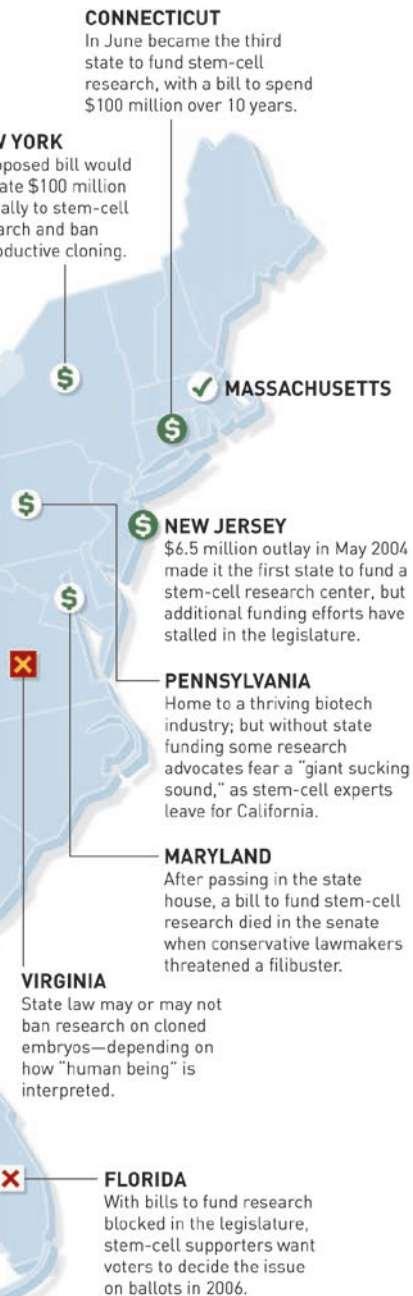 CONNECTICUT
In June became the third
state to fund stem-cell
research, with a bill to spend
$100 million over 10 years.
YORK
bill would
$100 million
to stem-cell
and ban
cloning.
$
✓ MASSACHUSETTS
$
$
$ NEW JERSEY
$6.5 million outlay in May 2004
made it the first state to fund a
stem-cell research center, but
additional funding efforts have
stalled in the legislature.
$
PENNSYLVANIA
Home to a thriving biotech
industry; but without state
funding some research
advocates fear a “giant sucking
sound,” as stem-cell experts
leave for California.
MARYLAND
After passing in the state
house, a bill to fund stem-cell
research died in the senate
when conservative lawmakers
threatened a filibuster.
VIRGINIA
State law may or may not
ban research on cloned
embryos—depending on
how “human being” is
interpreted.
FLORIDA
With bills to fund research
blocked in the legislature,
stem-cell supporters want
voters to decide the issue
on ballots in 2006.